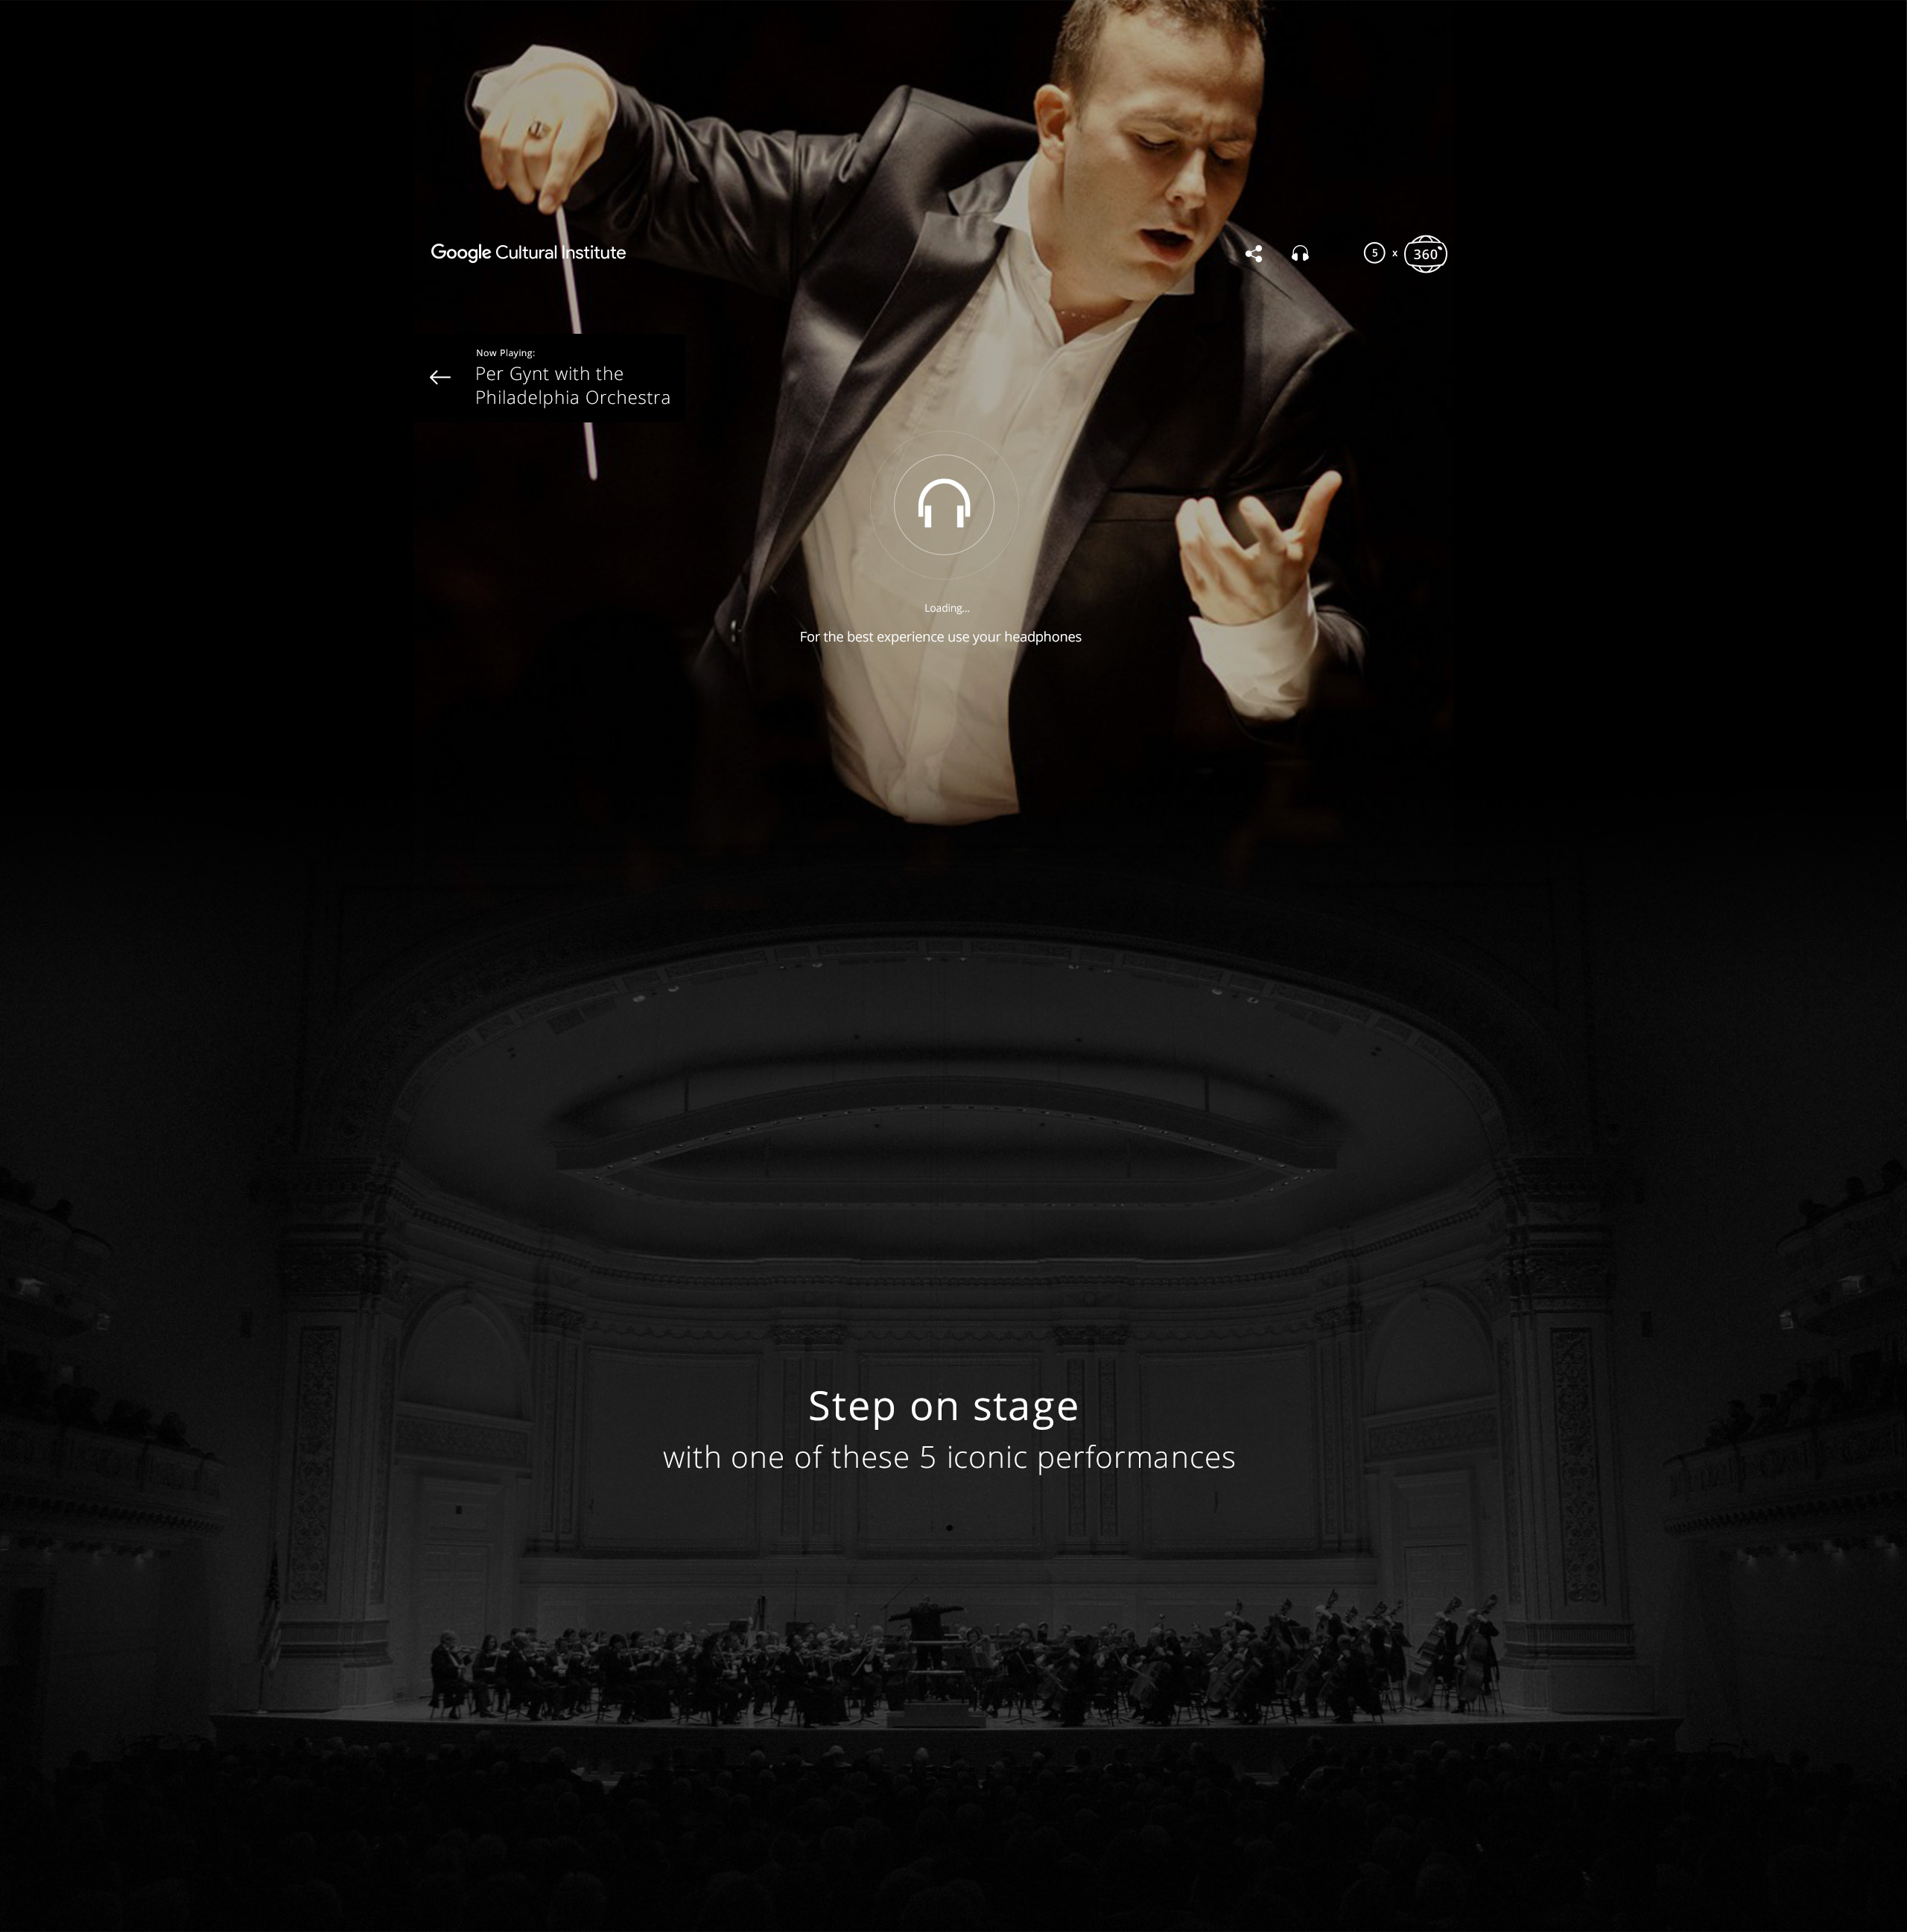 Google Cultural Institute
5 x 360°
Now Playing:
Per Gynt with the
Philadelphia Orchestra
Loading...
For the best experience use your headphones
Step on stage
with one of these 5 iconic performances